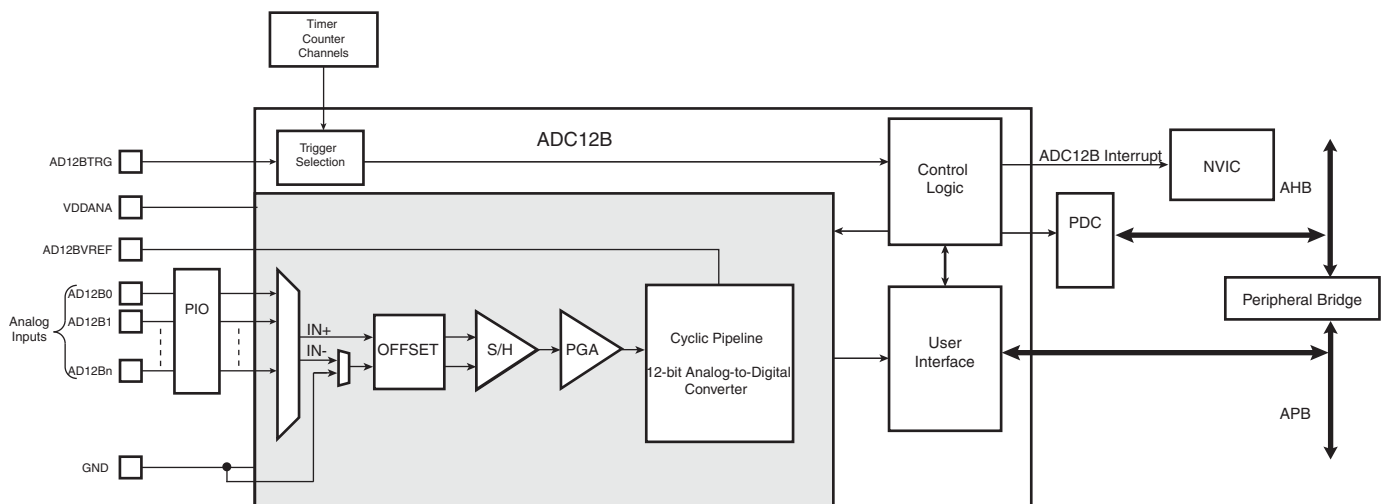 Timer
Counter
Channels
AD12BTRG
Trigger
Selection
ADC12B
Control
Logic
ADC12B Interrupt
NVIC
AHB
VDDANA
PDC
AD12BVREF
AD12B0
PIO
Analog
Inputs
AD12B1
AD12Bn
IN+
IN-
OFFSET
S/H
PGA
Cyclic Pipeline
12-bit Analog-to-Digital
Converter
User
Interface
Peripheral Bridge
APB
GND